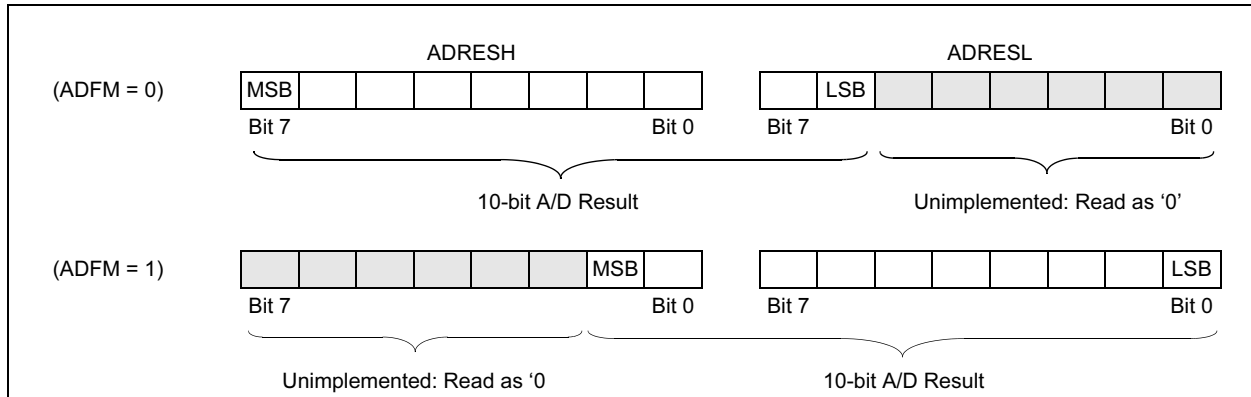 ADRESH ADRESL
(ADFM = 0) MSB LSB
Bit 7 Bit 0 Bit 7 Bit 0
10-bit A/D Result Unimplemented: Read as ‘0’
(ADFM = 1) MSB LSB
Bit 7 Bit 0 Bit 7 Bit 0
Unimplemented: Read as ‘0 10-bit A/D Result